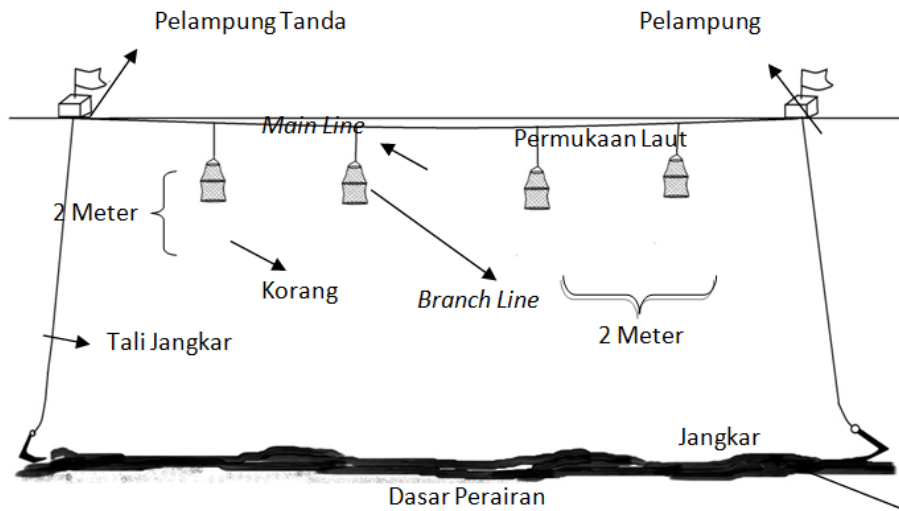 Pelampung Tanda
Pelampung
Main Line
Permukaan Laut
2 Meter
Korang
Branch Line
2 Meter
Tali Jangkar
Jangkar
Dasar Perairan